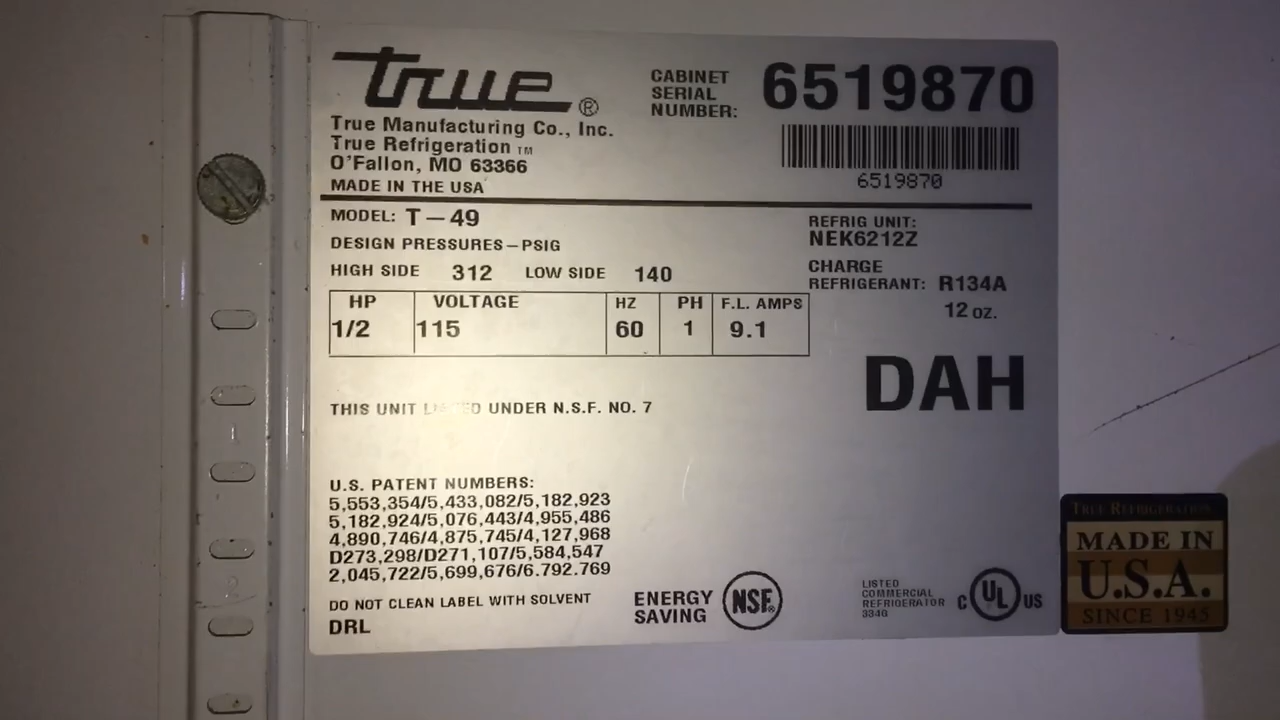 true®
True Manufacturing Co., Inc.
True Refrigeration TM
O'Fallon, MO 63366
MADE IN THE USA
CABINET
SERIAL
NUMBER: 6519870
6519870
MODEL: T-49
DESIGN PRESSURES-PSIG
HIGH SIDE 312 LOW SIDE 140
REFRIG UNIT:
NEK6212Z
CHARGE
REFRIGERANT: R134A
12 oz.
HP VOLTAGE HZ PH F.L. AMPS
1/2 115 60 1 9.1
DAH
THIS UNIT UNDER N.S.F. NO. 7
U.S. PATENT NUMBERS:
5,553,354/5,433,082/5,182,923
5,182,924/5,076,443/4,955,486
4,890,746/4,875,745/4,127,968
D273,298/D271,107/5,584,547
2,045,722/5,699,676/6.792.769
DO NOT CLEAN LABEL WITH SOLVENT
DRL
ENERGY
SAVING
NSF®
LISTED
COMMERCIAL
REFRIGERATOR
C UL US
TRUE REFRIGERATION
MADE IN
U.S.A.
SINCE 1945